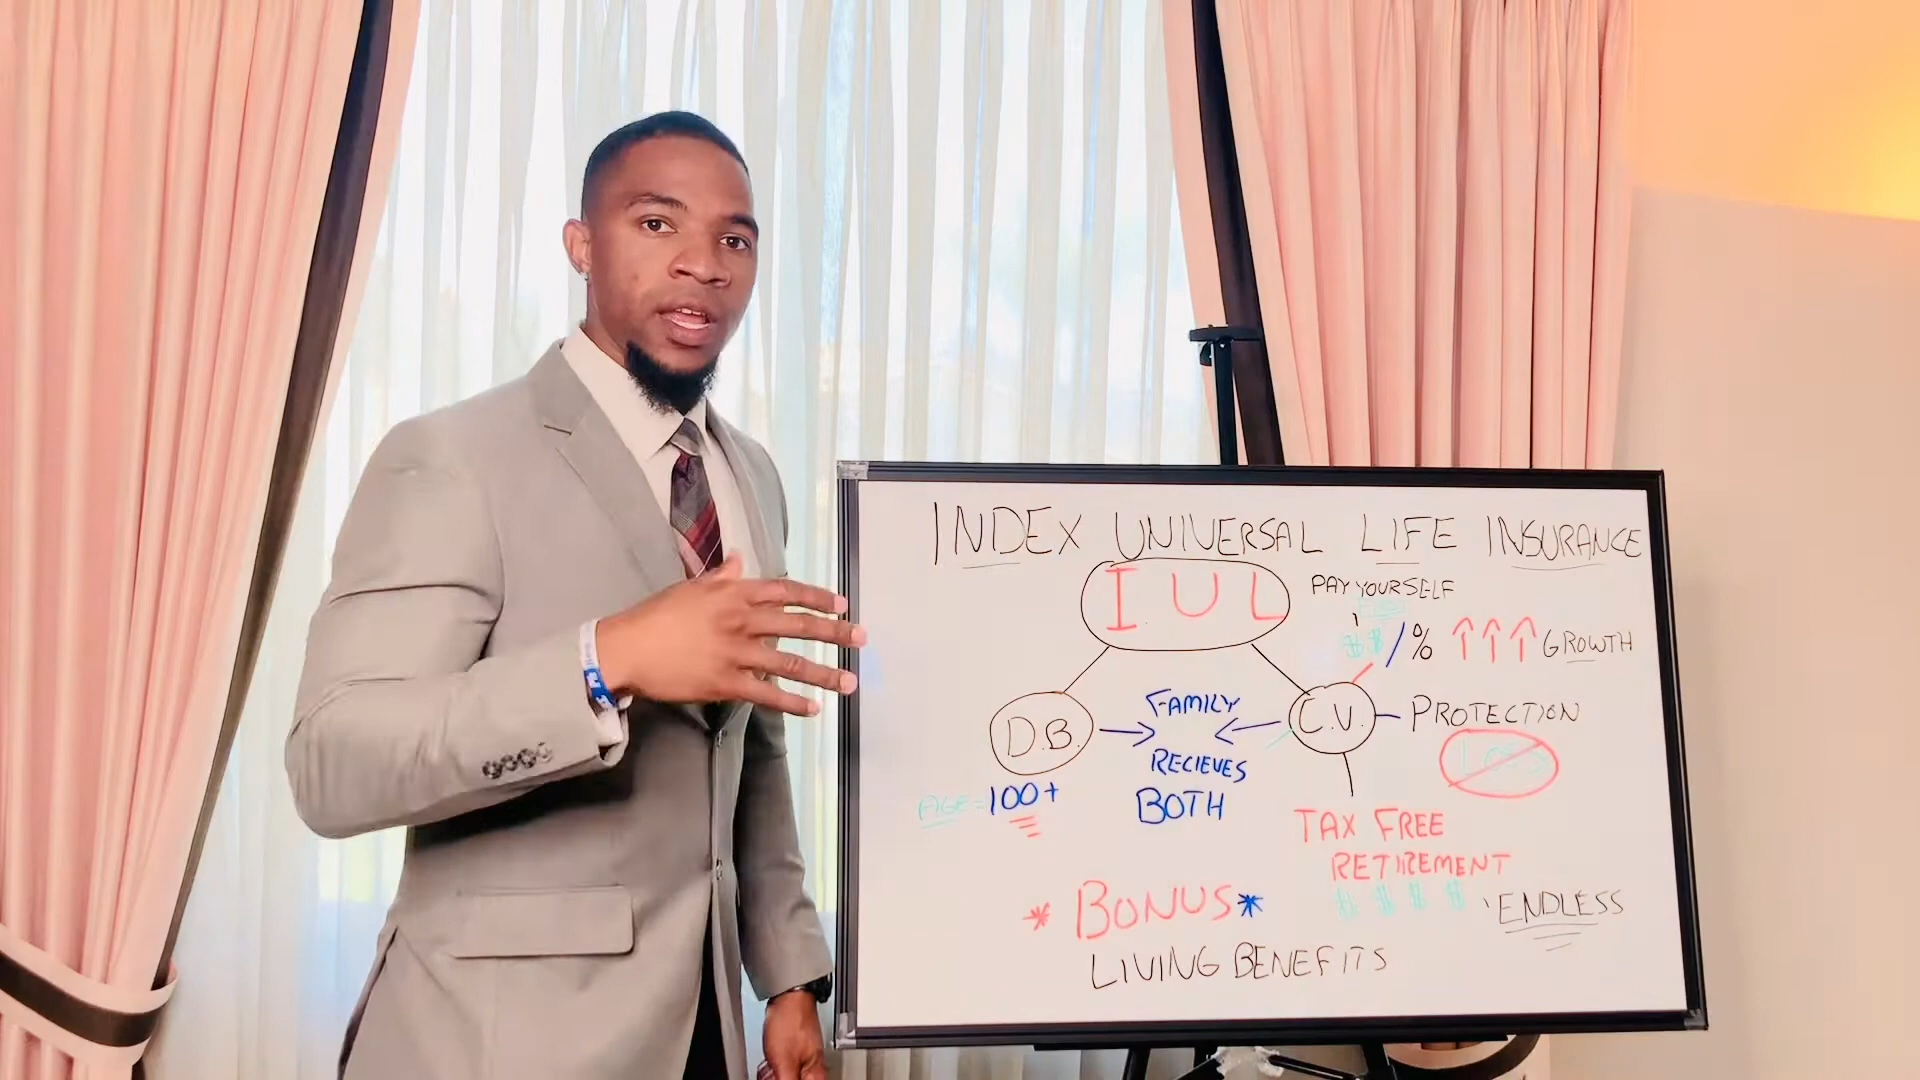 INDEX UNIVERSAL LIFE INSURANCE
IUL
PAY YOURSELF
$$/% ↑↑↑ GROWTH
D.B. → FAMILY ← C.V. - PROTECTION
RECIEVES
BOTH
LOSS
AGE=100+
TAX FREE
RETIREMENT
$ $ $ $ ENDLESS
* BONUS *
LIVING BENEFITS